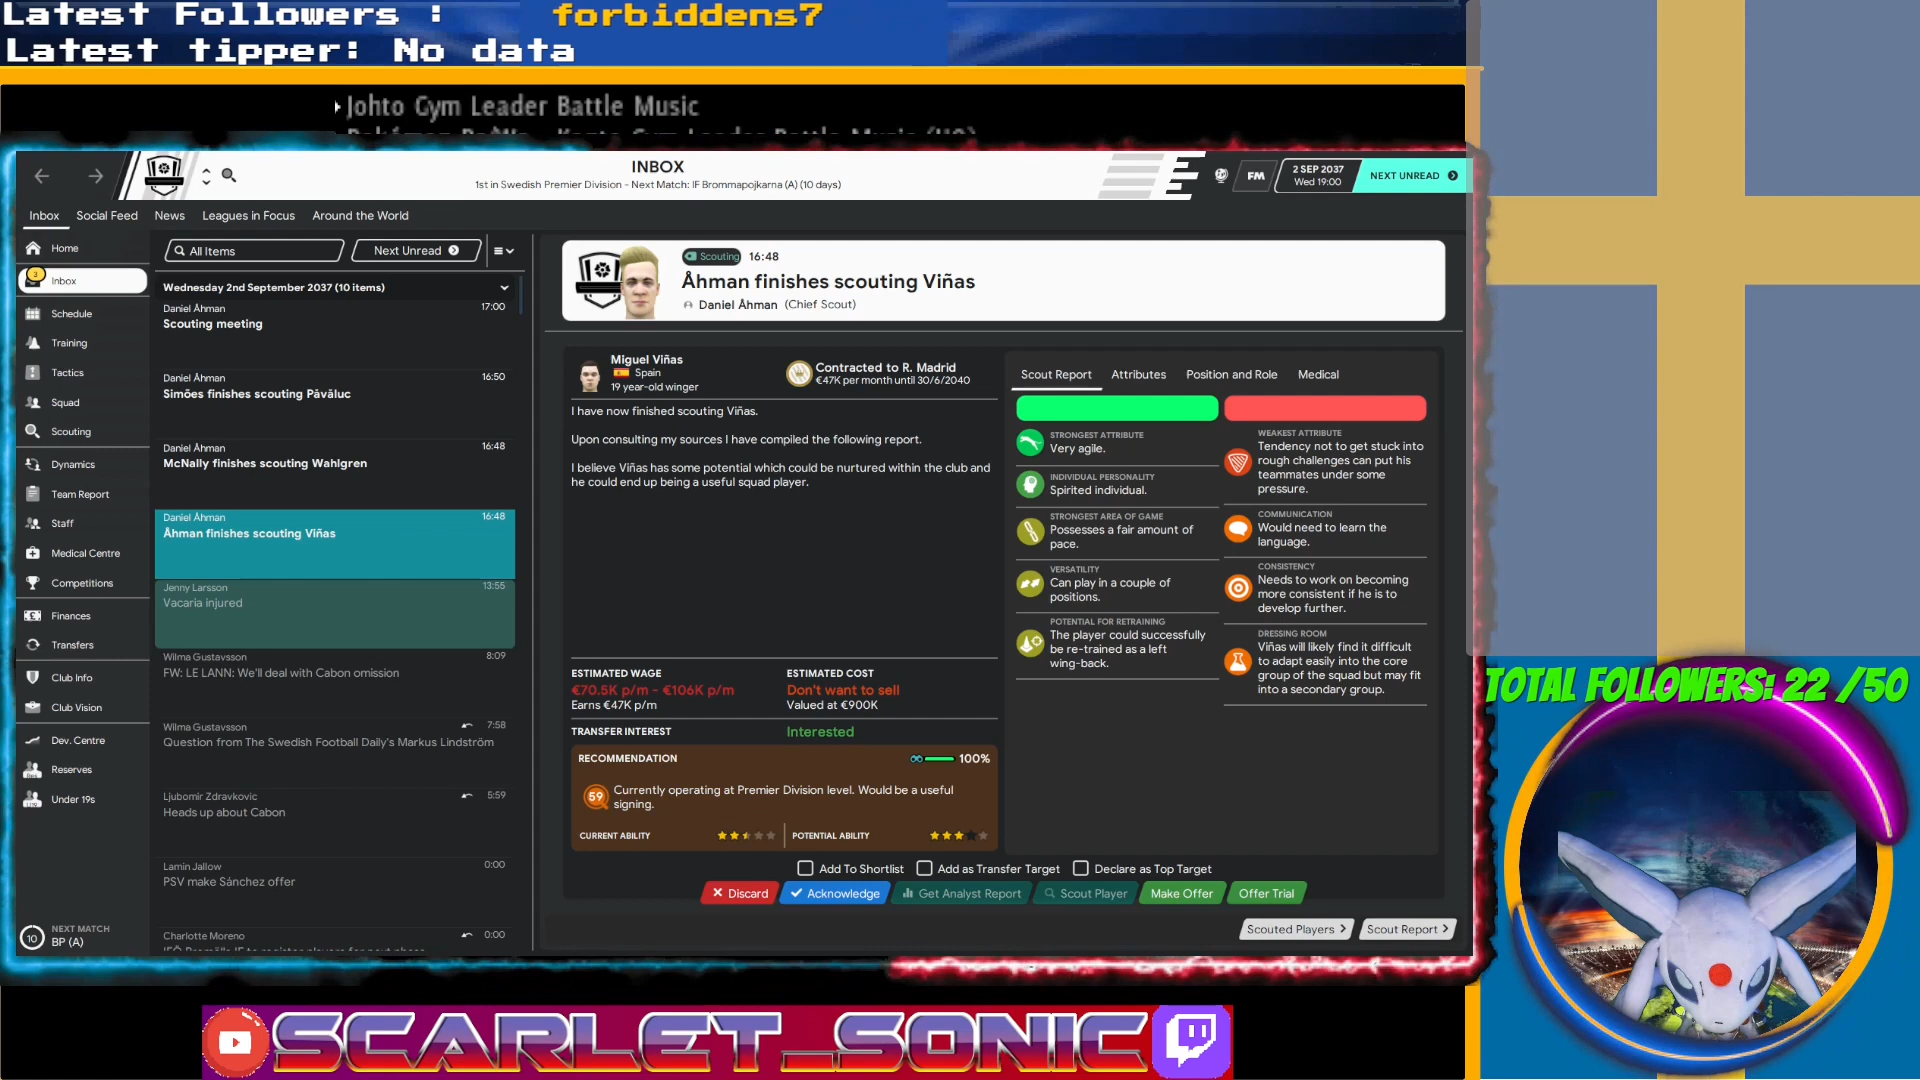 Latest Followers : forbiddens7
Latest tipper: No data
Johto Gym Leader Battle Music
INBOX
1st in Swedish Premier Division - Next Match: IF Brommapojkarna (A) (10 days)
FM
2 SEP 2037
Wed 19:00
NEXT UNREAD
Inbox
Social Feed
News
Leagues in Focus
Around the World
Home
3
Inbox
Schedule
Training
Tactics
Squad
Scouting
Dynamics
Team Report
Staff
Medical Centre
Competitions
Finances
Transfers
Club Info
Club Vision
Dev. Centre
Reserves
Under 19s
10
NEXT MATCH
BP (A)
All Items
Next Unread
Wednesday 2nd September 2037 (10 items)
Daniel Åhman 17:00
Scouting meeting
Daniel Åhman 16:50
Simões finishes scouting Păvăluc
Daniel Åhman 16:48
McNally finishes scouting Wahlgren
Daniel Åhman 16:48
Åhman finishes scouting Viñas
Jenny Larsson 13:55
Vacaria injured
Wilma Gustavsson 8:09
FW: LE LANN: We'll deal with Cabon omission
Wilma Gustavsson 7:58
Question from The Swedish Football Daily's Markus Lindström
Ljubomir Zdravkovic 5:59
Heads up about Cabon
Lamin Jallow 0:00
PSV make Sánchez offer
Charlotte Moreno 0:00
Scouting 16:48
Åhman finishes scouting Viñas
Daniel Åhman (Chief Scout)
Miguel Viñas
Spain
19 year-old winger
Contracted to R. Madrid
€47K per month until 30/6/2040
I have now finished scouting Viñas.
Upon consulting my sources I have compiled the following report.
I believe Viñas has some potential which could be nurtured within the club and
he could end up being a useful squad player.
ESTIMATED WAGE
€70.5K p/m - €106K p/m
Earns €47K p/m
ESTIMATED COST
Don't want to sell
Valued at €900K
TRANSFER INTEREST
Interested
RECOMMENDATION
100%
59
Currently operating at Premier Division level. Would be a useful
signing.
CURRENT ABILITY
POTENTIAL ABILITY
Scout Report
Attributes
Position and Role
Medical
STRONGEST ATTRIBUTE
Very agile.
INDIVIDUAL PERSONALITY
Spirited individual.
STRONGEST AREA OF GAME
Possesses a fair amount of
pace.
VERSATILITY
Can play in a couple of
positions.
POTENTIAL FOR RETRAINING
The player could successfully
be re-trained as a left
wing-back.
WEAKEST ATTRIBUTE
Tendency not to get stuck into
rough challenges can put his
teammates under some
pressure.
COMMUNICATION
Would need to learn the
language.
CONSISTENCY
Needs to work on becoming
more consistent if he is to
develop further.
DRESSING ROOM
Viñas will likely find it difficult
to adapt easily into the core
group of the squad but may fit
into a secondary group.
Add To Shortlist
Add as Transfer Target
Declare as Top Target
Discard
Acknowledge
Get Analyst Report
Scout Player
Make Offer
Offer Trial
Scouted Players
Scout Report
TOTAL FOLLOWERS: 22 /50
SCARLET_SONIC